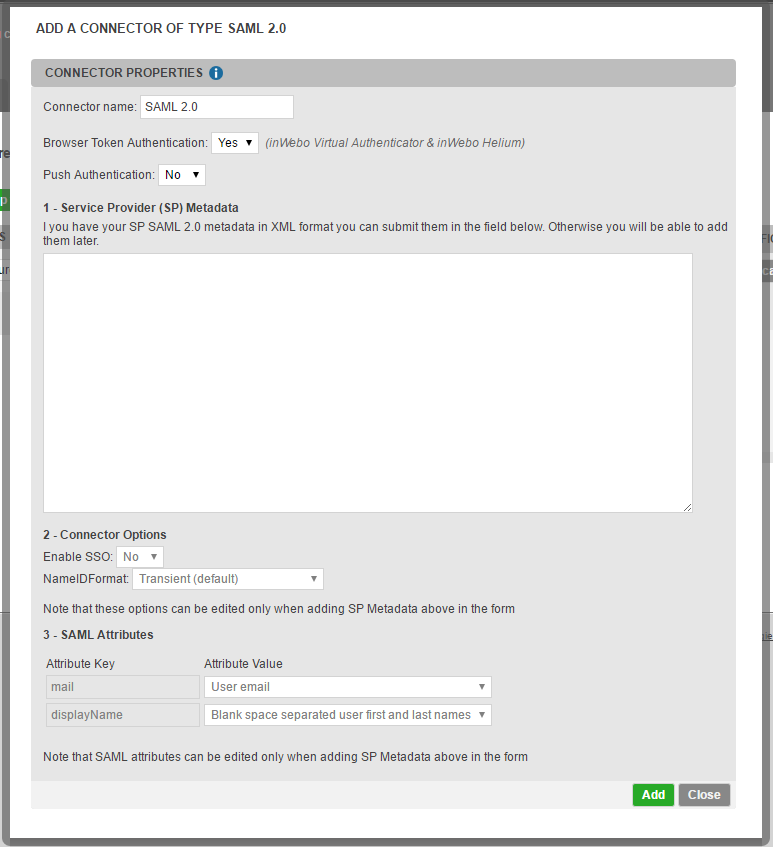 ADD A CONNECTOR OF TYPE SAML 2.0
CONNECTOR PROPERTIES i
Connector name: SAML 2.0
Browser Token Authentication: Yes ▼ (inWebo Virtual Authenticator & inWebo Helium)
Push Authentication: No ▼
1 - Service Provider (SP) Metadata
I you have your SP SAML 2.0 metadata in XML format you can submit them in the field below. Otherwise you will be able to add
them later.
2 - Connector Options
Enable SSO: No ▼
NameIDFormat: Transient (default) ▼
Note that these options can be edited only when adding SP Metadata above in the form
3 - SAML Attributes
Attribute Key Attribute Value
mail User email ▼
displayName Blank space separated user first and last names ▼
Note that SAML attributes can be edited only when adding SP Metadata above in the form
Add Close